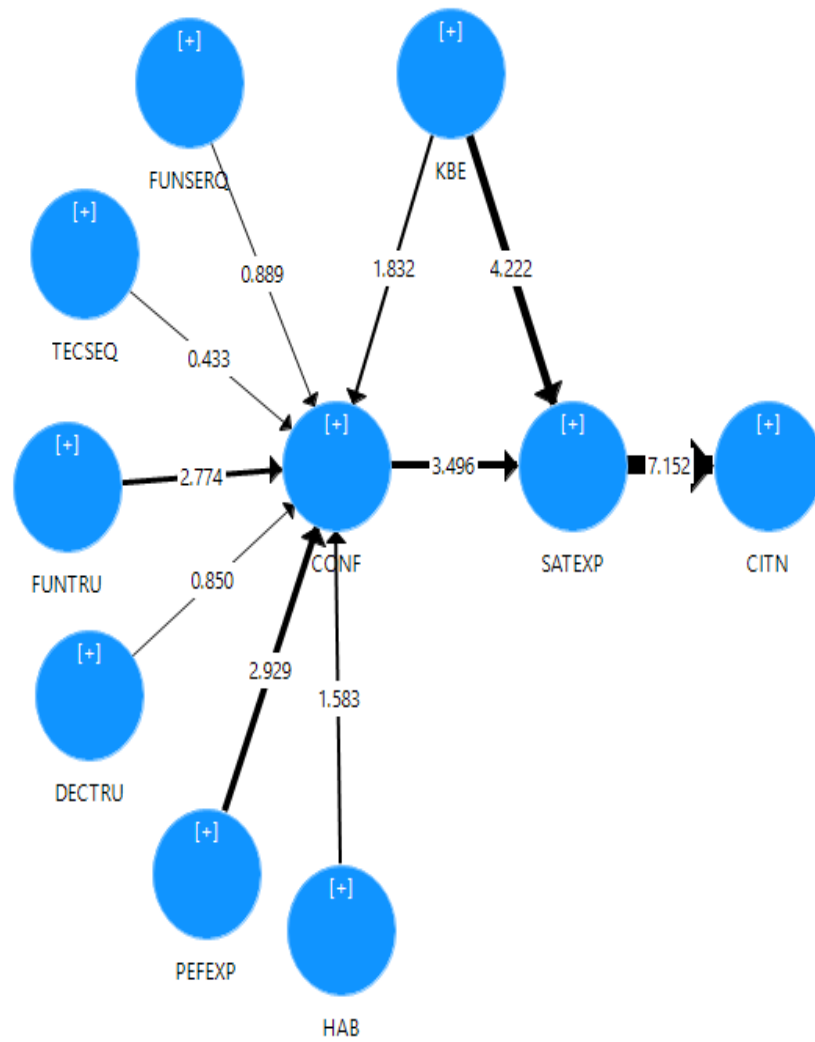 [+]
FUNSERQ
[+]
KBE
[+]
TECSEQ
0.889
1.832
4.222
0.433
[+]
FUNTRU
2.774
[+]
CONF
3.496
[+]
SATEXP
7.152
[+]
CITN
0.850
[+]
DECTRU
2.929
1.583
[+]
PEFEXP
[+]
HAB